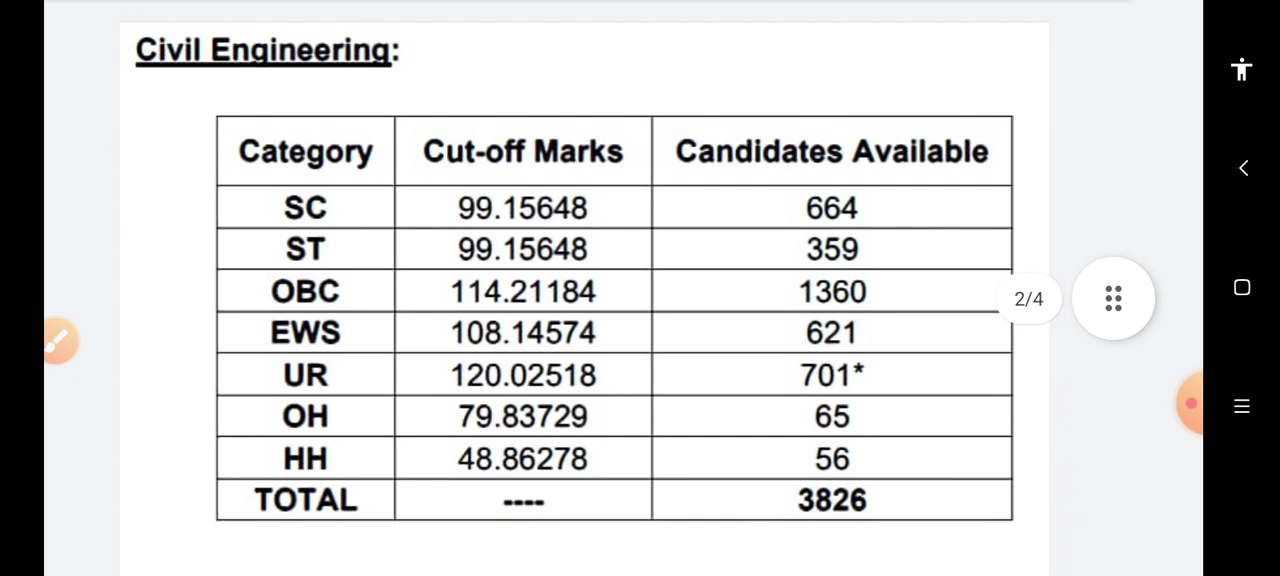 Civil Engineering:
Category Cut-off Marks Candidates Available
SC 99.15648 664
ST 99.15648 359
OBC 114.21184 1360
EWS 108.14574 621
UR 120.02518 701*
OH 79.83729 65
HH 48.86278 56
TOTAL ---- 3826
2/4